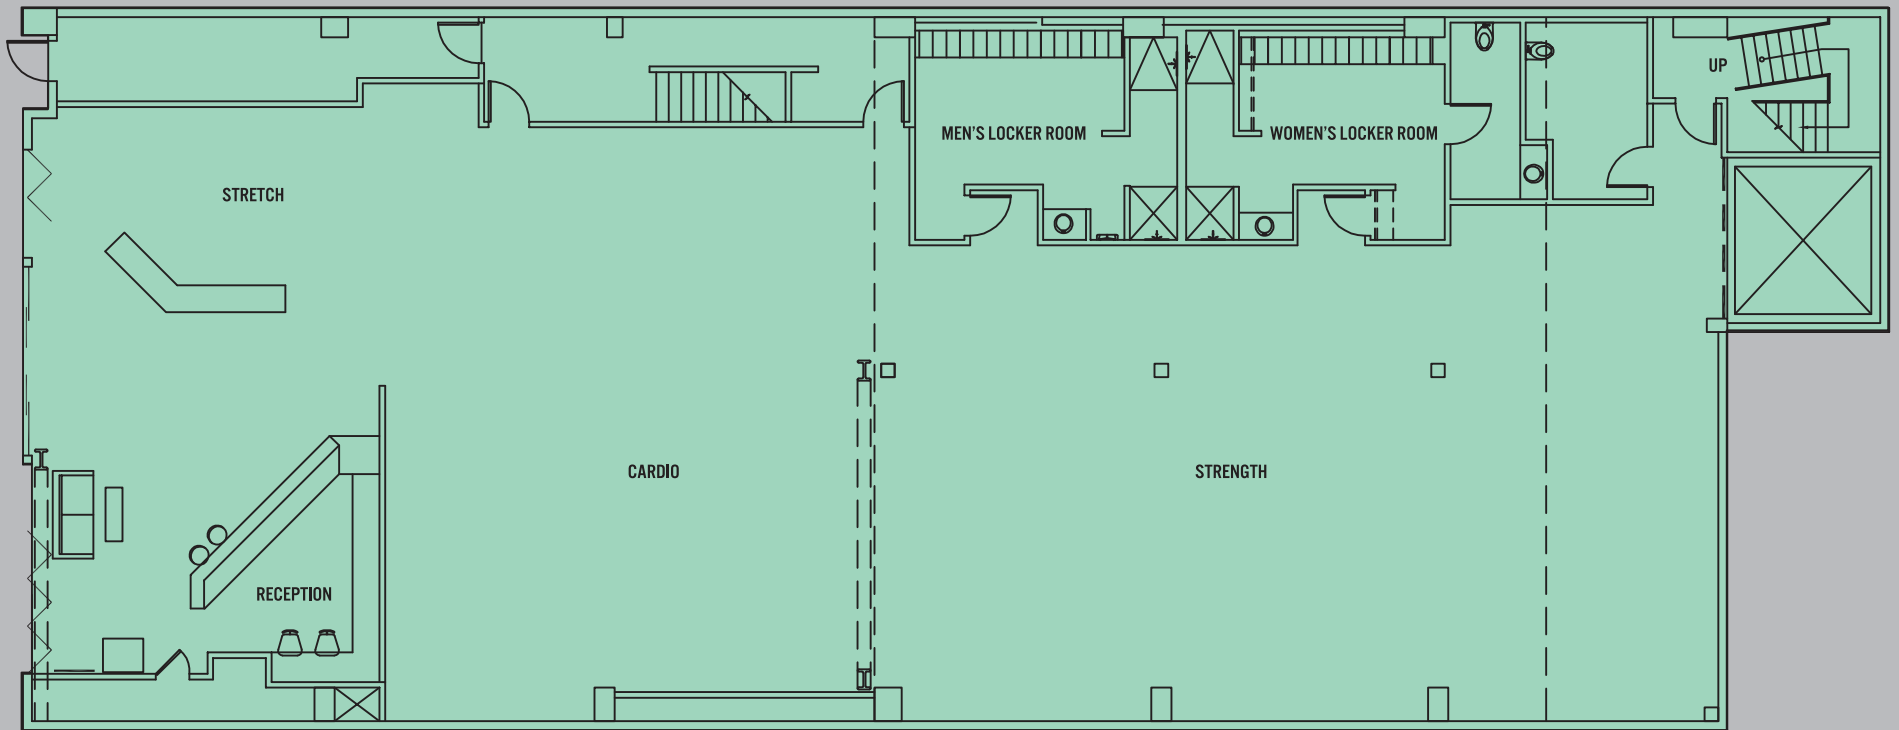 UP
MEN'S LOCKER ROOM
WOMEN'S LOCKER ROOM
STRETCH
CARDIO
STRENGTH
RECEPTION